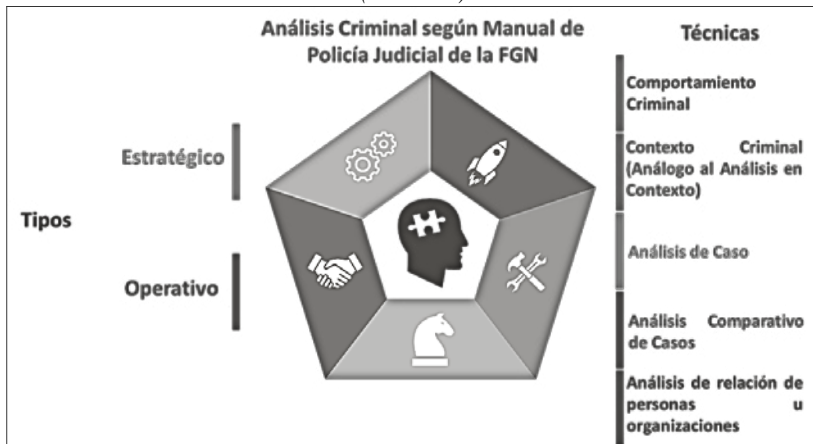 Análisis Criminal según Manual de
Policía Judicial de la FGN
Tipos
Estratégico
Operativo
Técnicas
Comportamiento
Criminal
Contexto Criminal
(Análogo al Análisis en
Contexto)
Análisis de Caso
Análisis Comparativo
de Casos
Análisis de relación de
personas u
organizaciones